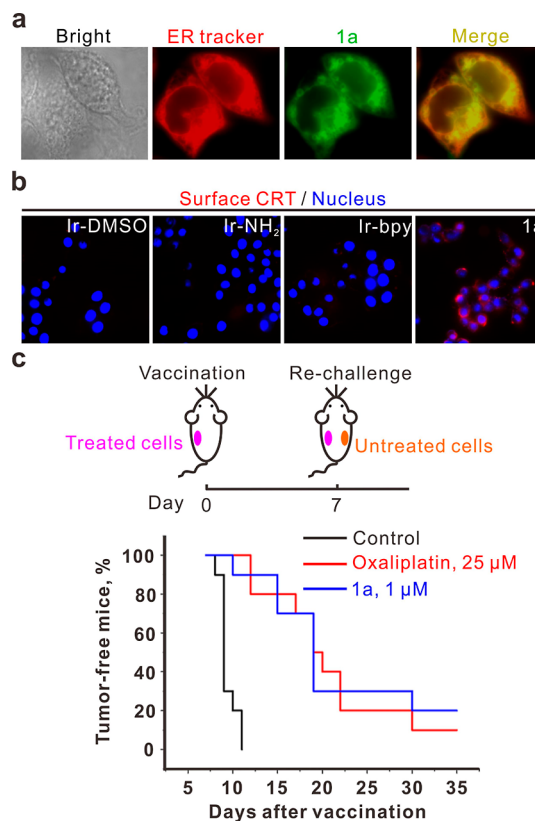 a
Bright
ER tracker
1a
Merge
b
Surface CRT / Nucleus
Ir-DMSO
Ir-NH₂
Ir-bpy
1a
c
Vaccination
Re-challenge
Treated cells
Untreated cells
Day
0
7
Control
Oxaliplatin, 25 μM
1a, 1 μM
Tumor-free mice, %
100
80
60
40
20
0
5 10 15 20 25 30 35
Days after vaccination